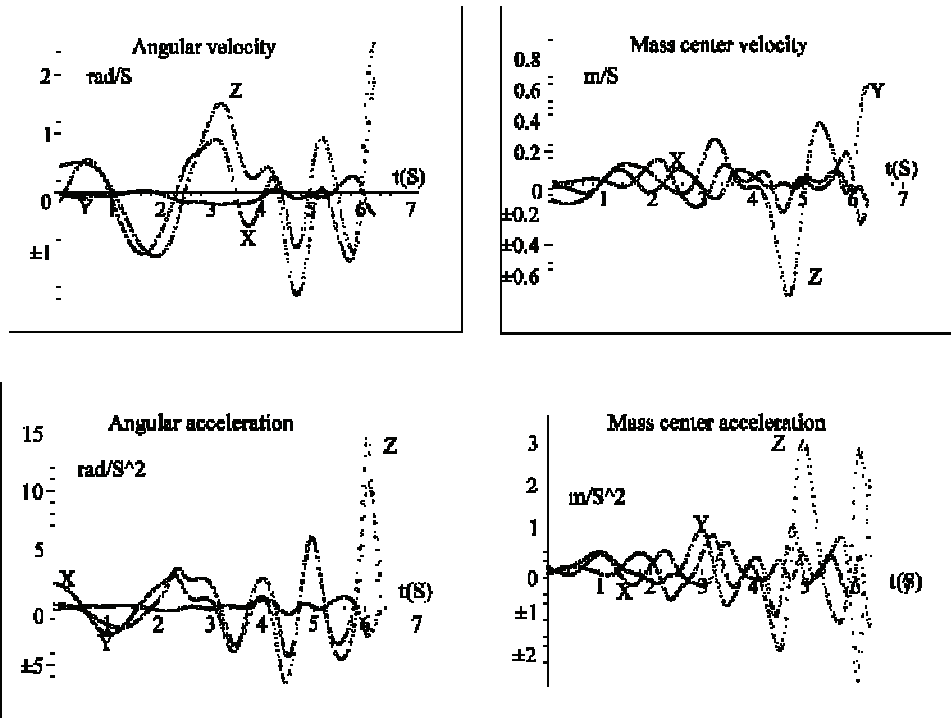 Angular velocity
rad/S
2
1
0
±1
Z
Y
X
t(S)
1 2 3 4 5 6 7
Mass center velocity
m/S
0.8
0.6
0.4
0.2
0
±0.2
±0.4
±0.6
Y
X
Z
t(S)
1 2 3 4 5 6 7
Angular acceleration
rad/S^2
15
10
5
0
±5
Z
X
Y
t(S)
1 2 3 4 5 6 7
Mass center acceleration
m/S^2
3
2
1
0
±1
±2
Z
Y
X
t(S)
1 2 3 4 5 6